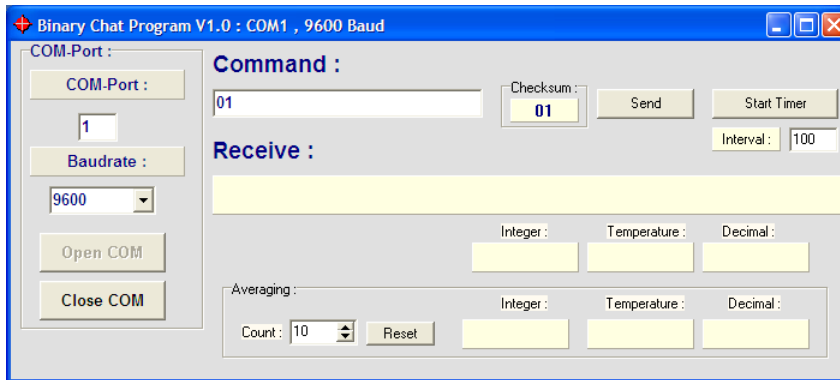 Binary Chat Program V1.0 : COM1 , 9600 Baud
COM-Port :
COM-Port :
1
Baudrate :
9600
Open COM
Close COM
Command :
01
Checksum :
01
Send
Start Timer
Interval : 100
Receive :
Integer : Temperature : Decimal :
Averaging :
Count : 10 Reset
Integer : Temperature : Decimal :